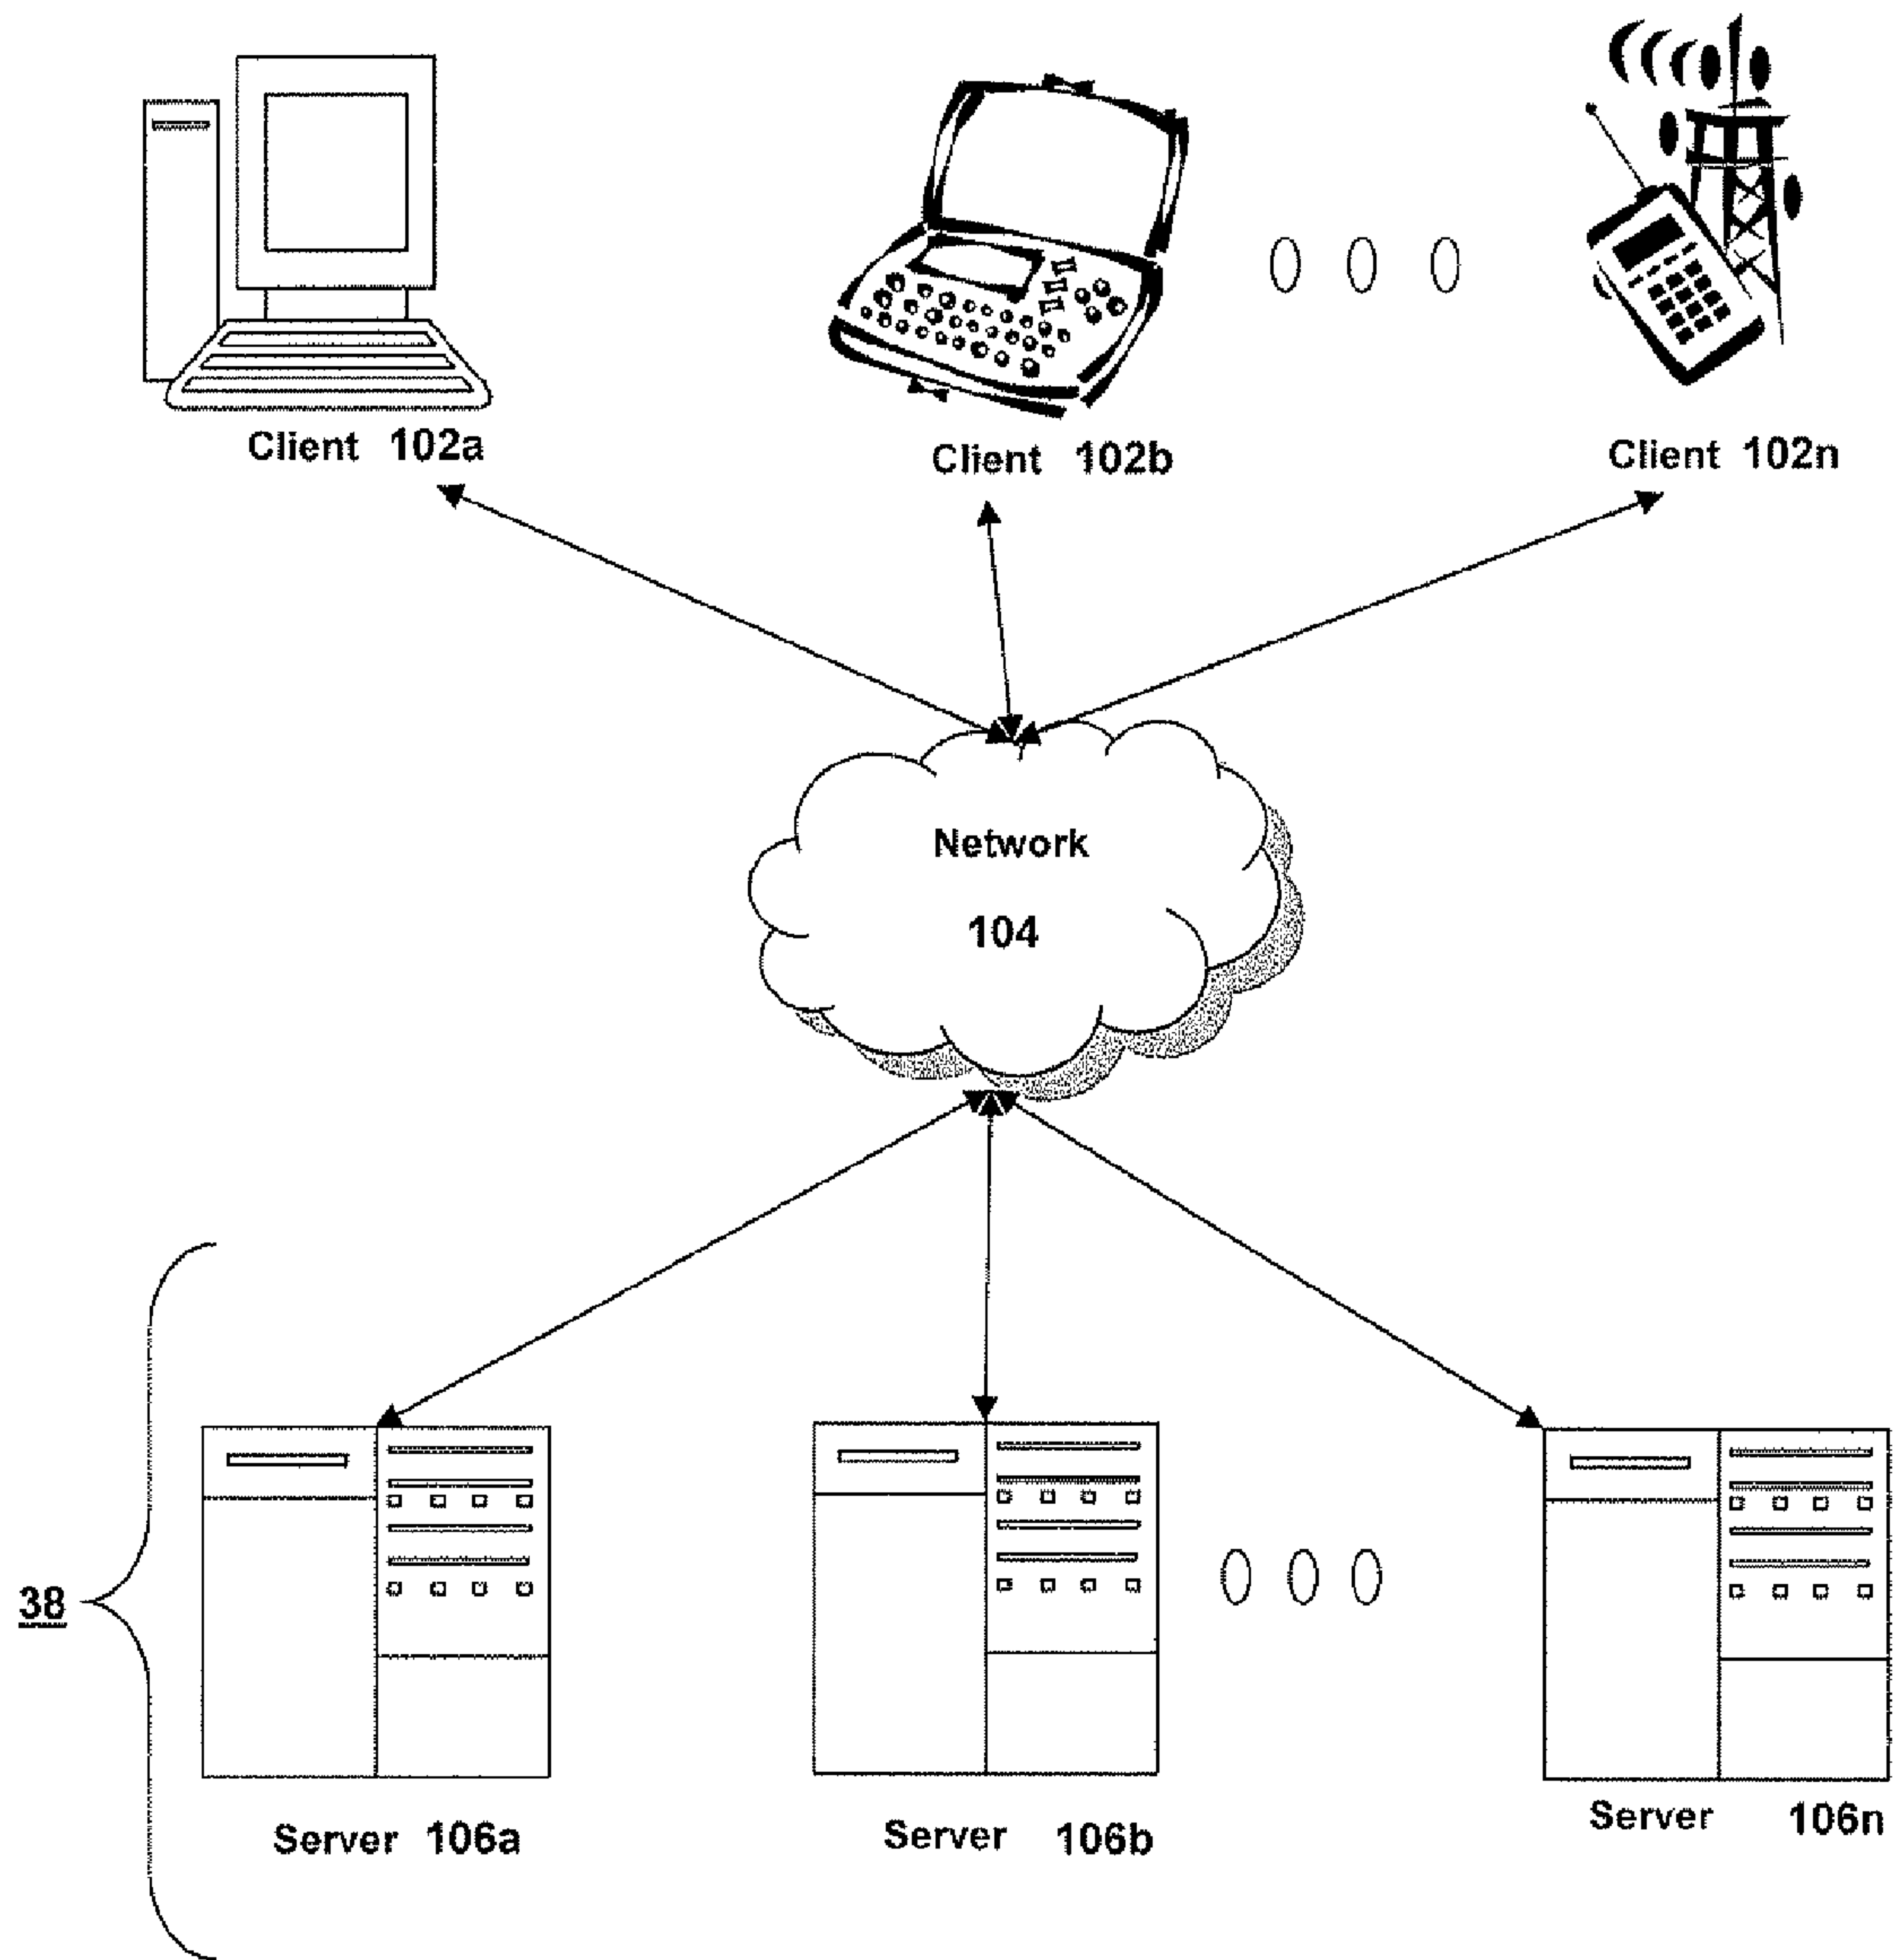 Client 102a
Client 102b
Client 102n
Network
104
38
Server 106a
Server 106b
Server 106n